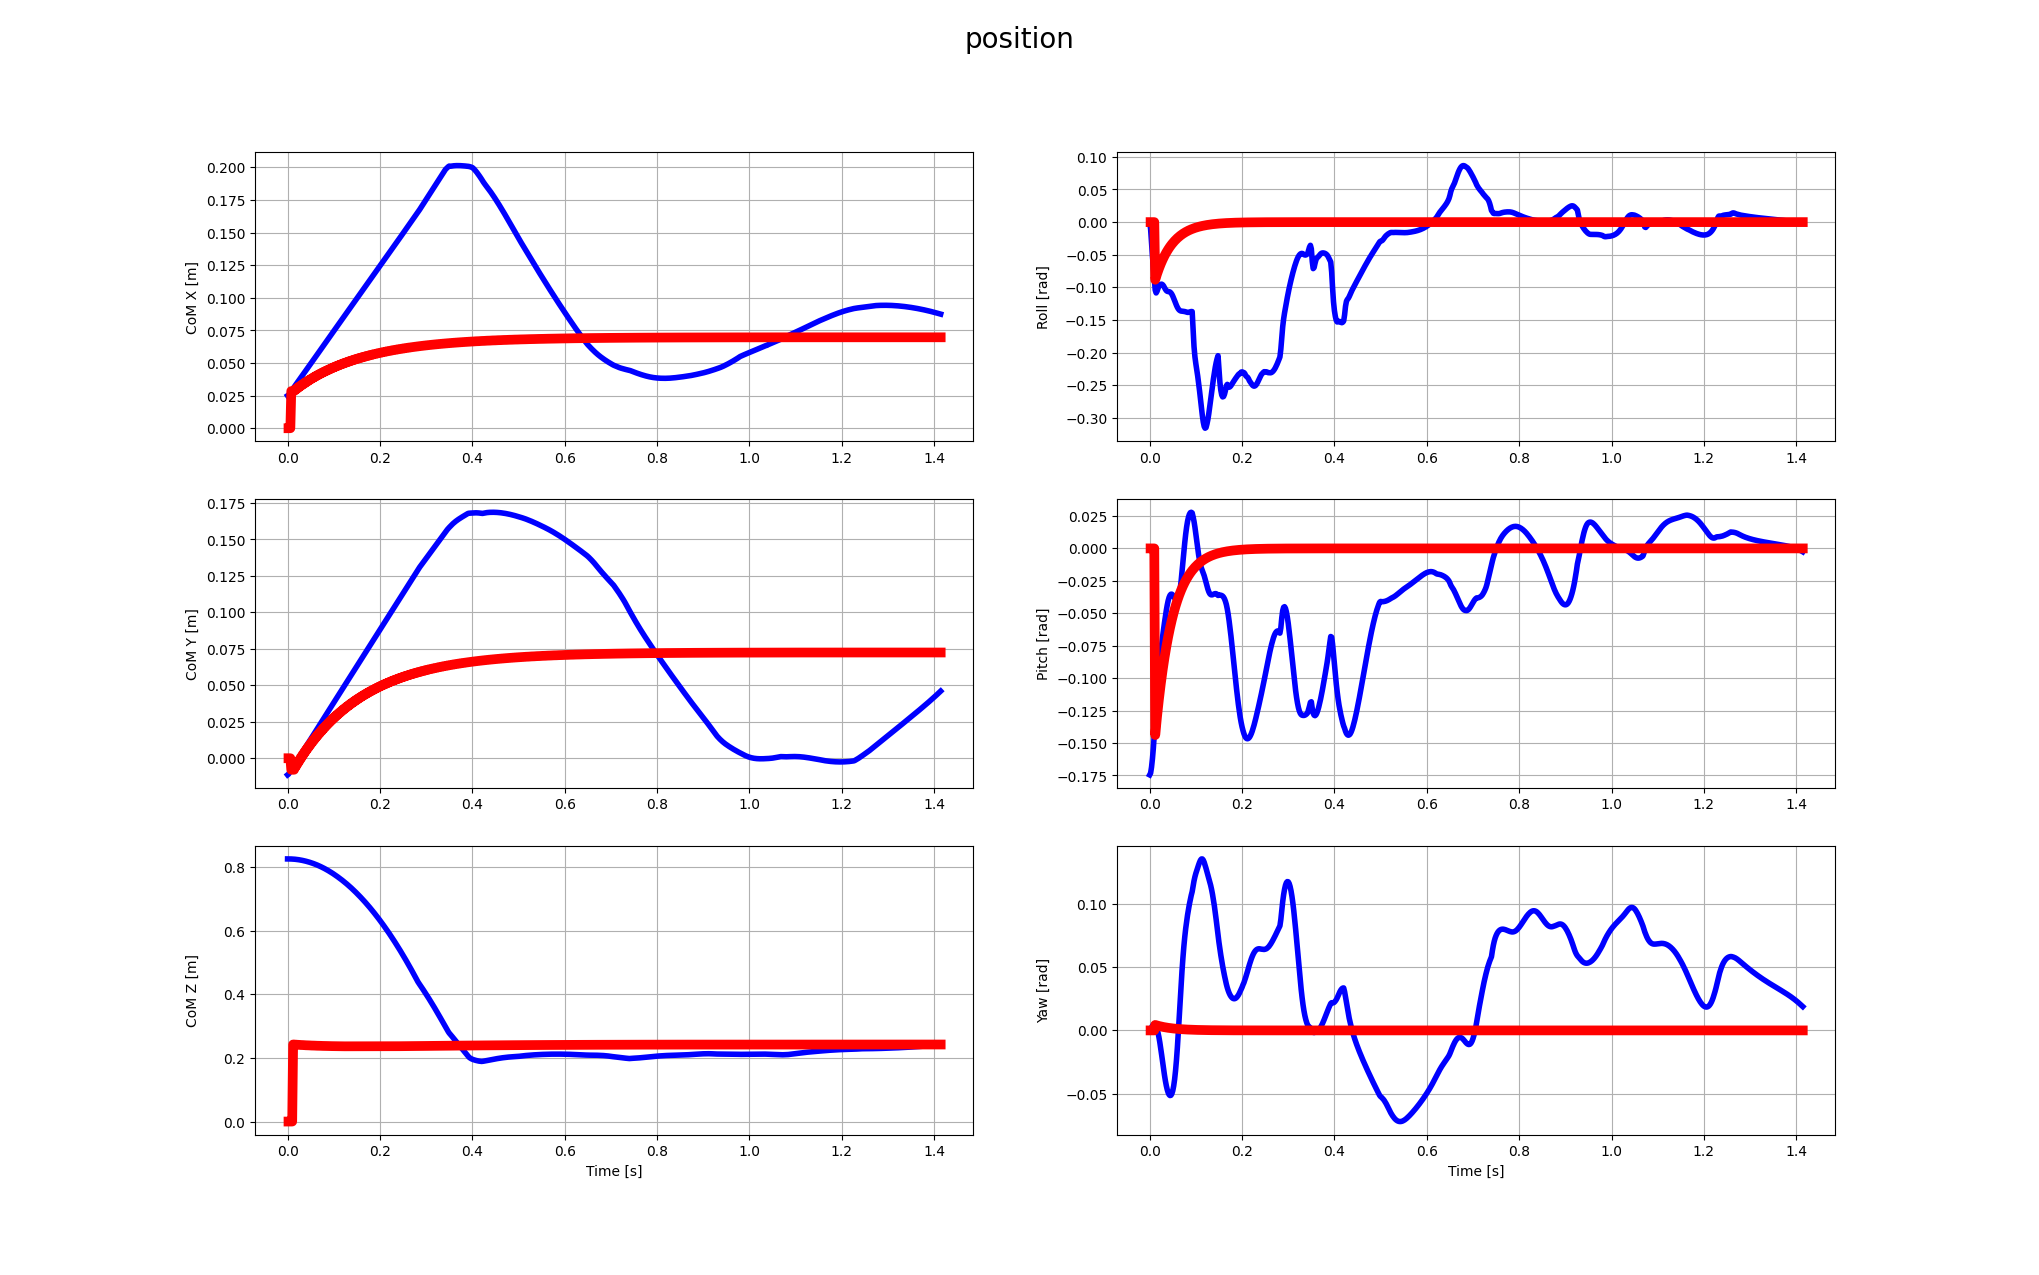 position
CoM X [m]
0.200
0.175
0.150
0.125
0.100
0.075
0.050
0.025
0.000
0.0 0.2 0.4 0.6 0.8 1.0 1.2 1.4
Roll [rad]
0.10
0.05
0.00
−0.05
−0.10
−0.15
−0.20
−0.25
−0.30
0.0 0.2 0.4 0.6 0.8 1.0 1.2 1.4
CoM Y [m]
0.175
0.150
0.125
0.100
0.075
0.050
0.025
0.000
0.0 0.2 0.4 0.6 0.8 1.0 1.2 1.4
Pitch [rad]
0.025
0.000
−0.025
−0.050
−0.075
−0.100
−0.125
−0.150
−0.175
0.0 0.2 0.4 0.6 0.8 1.0 1.2 1.4
CoM Z [m]
0.8
0.6
0.4
0.2
0.0
0.0 0.2 0.4 0.6 0.8 1.0 1.2 1.4
Time [s]
Yaw [rad]
0.10
0.05
0.00
−0.05
0.0 0.2 0.4 0.6 0.8 1.0 1.2 1.4
Time [s]